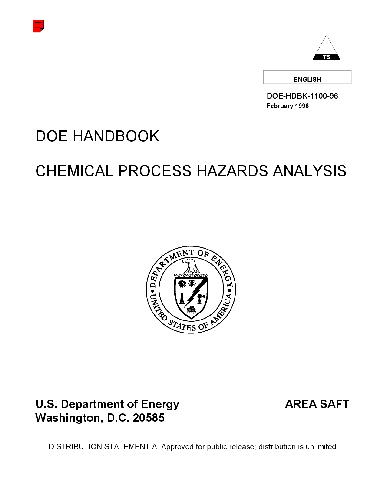 TS
ENGLISH
DOE-HDBK-1100-96
February 1996
DOE HANDBOOK
CHEMICAL PROCESS HAZARDS ANALYSIS
DEPARTMENT OF ENERGY
UNITED STATES OF AMERICA
U.S. Department of Energy
AREA SAFT
Washington, D.C. 20585
DISTRIBUTION STATEMENT A. Approved for public release; distribution is unlimited.